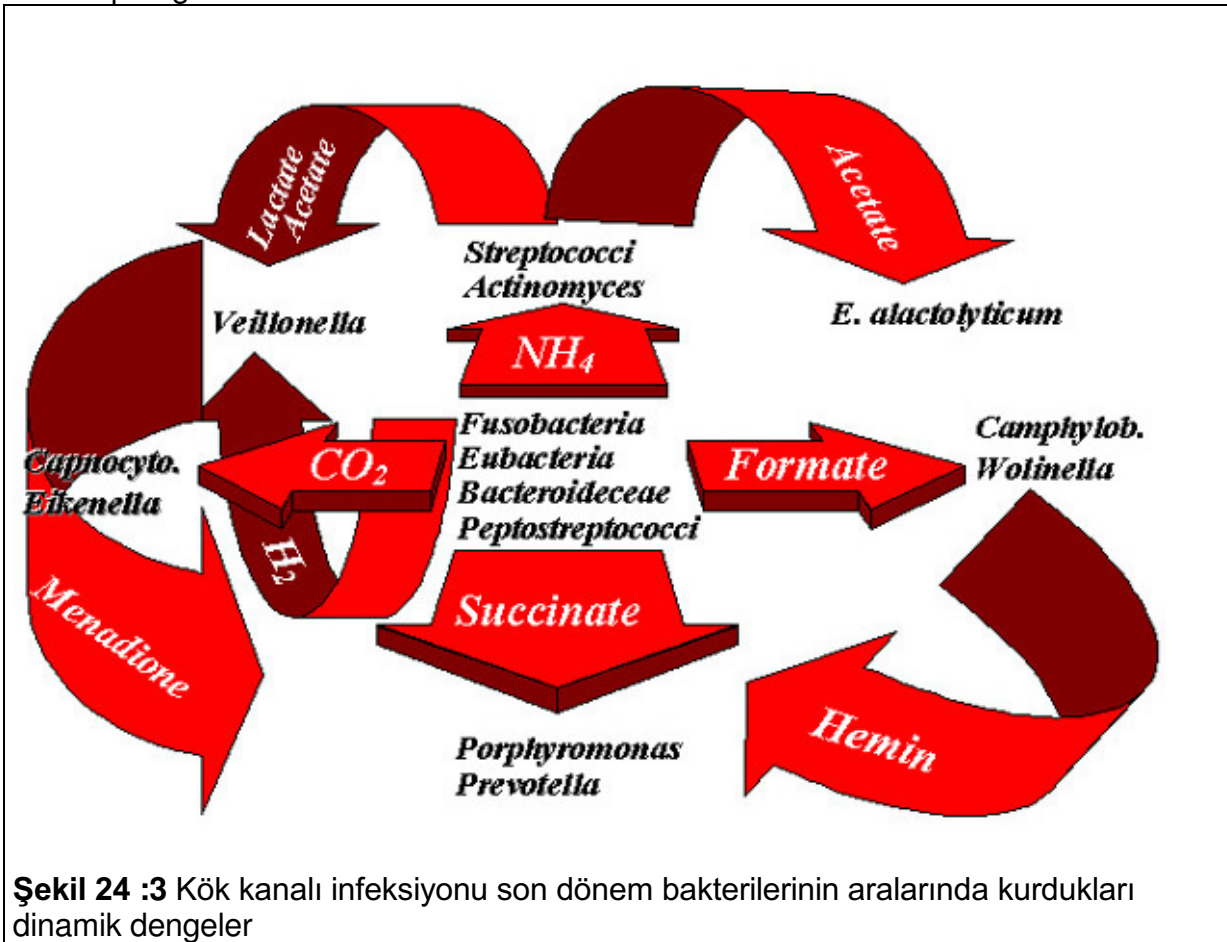 Lactate
Acetate
Acetate
Streptococci
Actinomyces
Veillonella
E. alactolyticum
NH₄
Fusobacteria
Eubacteria
Bacteroideceae
Peptostreptococci
CO₂
Formate
Camphylob.
Wolinella
Capnocyto.
Eikenella
H₂
Menadione
Succinate
Hemin
Porphyromonas
Prevotella
Şekil 24 :3 Kök kanalı infeksiyonu son dönem bakterilerinin aralarında kurdukları
dinamik dengeler